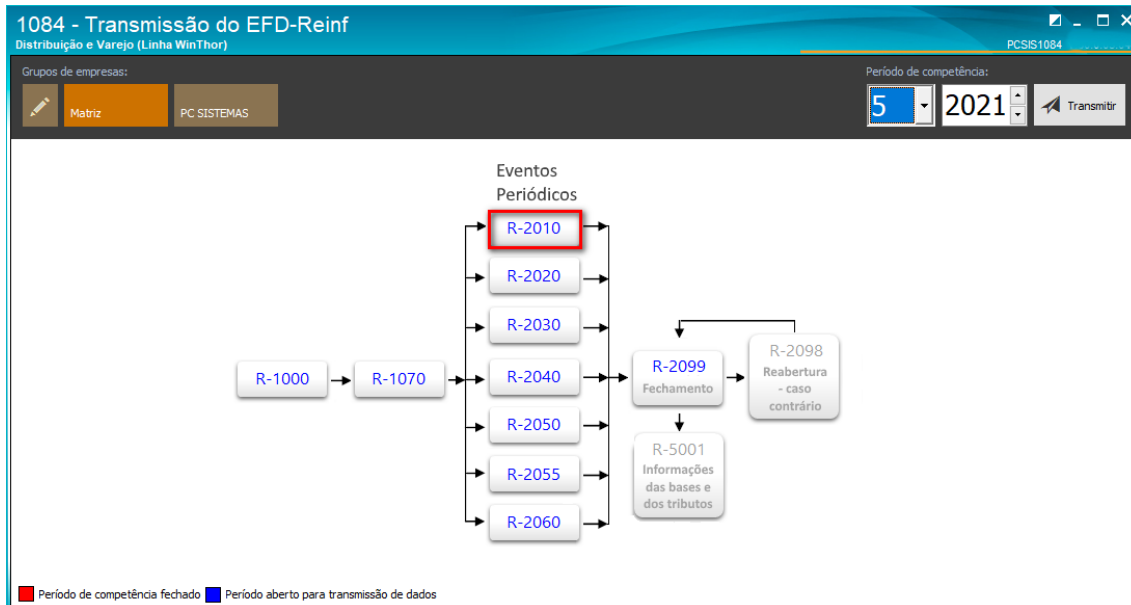 1084 - Transmissão do EFD-Reinf
Distribuição e Varejo (Linha WinThor)
PCSIS1084
Grupos de empresas:
Matriz
PC SISTEMAS
Período de competência:
5
2021
Transmitir
Eventos
Periódicos
R-2010
R-2020
R-2030
R-1000
R-1070
R-2040
R-2050
R-2055
R-2060
R-2099
Fechamento
R-2098
Reabertura
- caso
contrário
R-5001
Informações
das bases e
dos tributos
Período de competência fechado
Período aberto para transmissão de dados